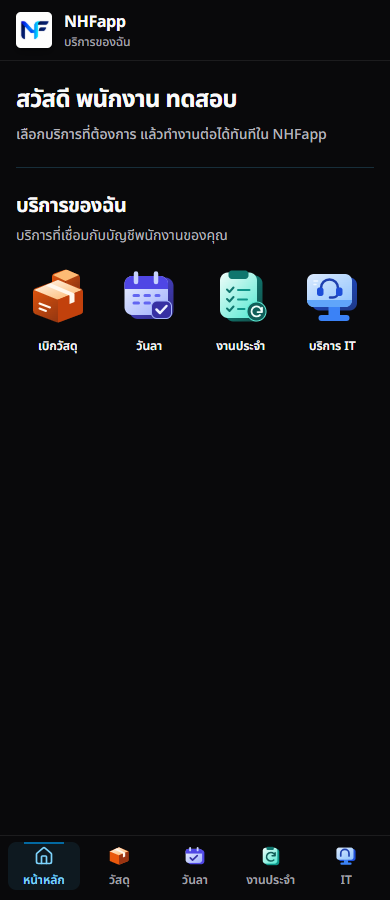 NF
NHFapp
บริการของฉัน
สวัสดี พนักงาน ทดสอบ
เลือกบริการที่ต้องการ แล้วทำงานต่อได้ทันทีใน NHFapp
บริการของฉัน
บริการที่เชื่อมกับบัญชีพนักงานของคุณ
เบิกวัสดุ
วันลา
งานประจำ
บริการ IT
หน้าหลัก
วัสดุ
วันลา
งานประจำ
IT